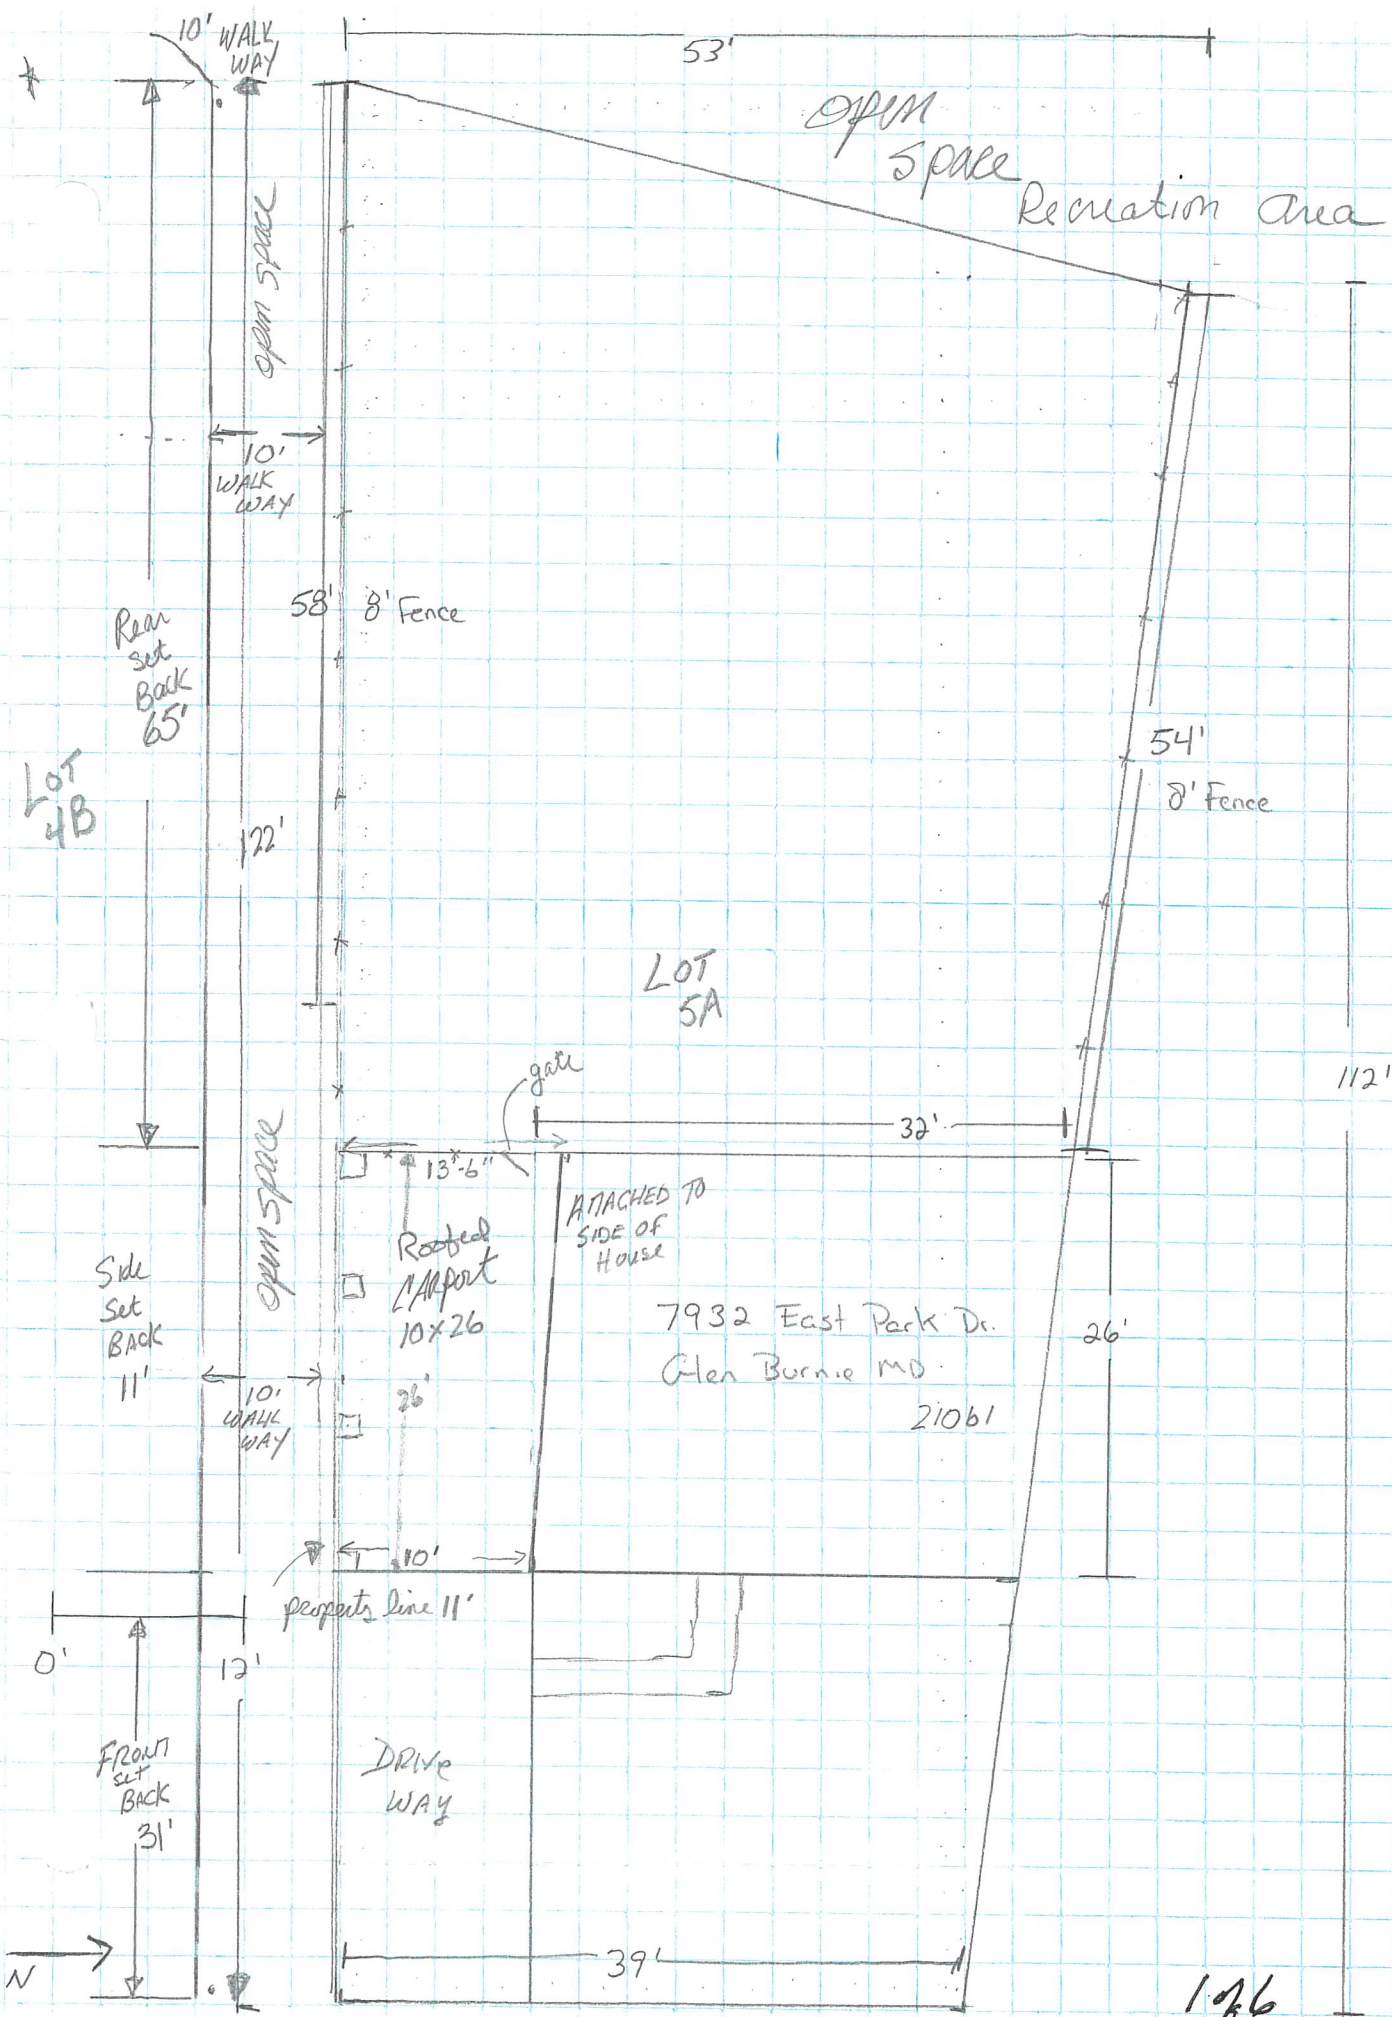 10' WALK
WAY
53'
open
space
Recreation Area
open space
10'
WALK
WAY
58'
8' Fence
Rear
Set
Back
65'
54'
8' Fence
LOT
4B
122'
LOT
5A
gate
112'
32'
13'-6"
ATTACHED TO
SIDE OF
HOUSE
open space
Roofed
CARport
10x26
Side
Set
BACK
11'
7932 East Park Dr.
Glen Burnie MD
21061
26'
10'
WALK
WAY
26'
10'
property line 11'
0'
12'
FRONT
set
BACK
31'
DRIVE
WAY
N
39'
1 of 6